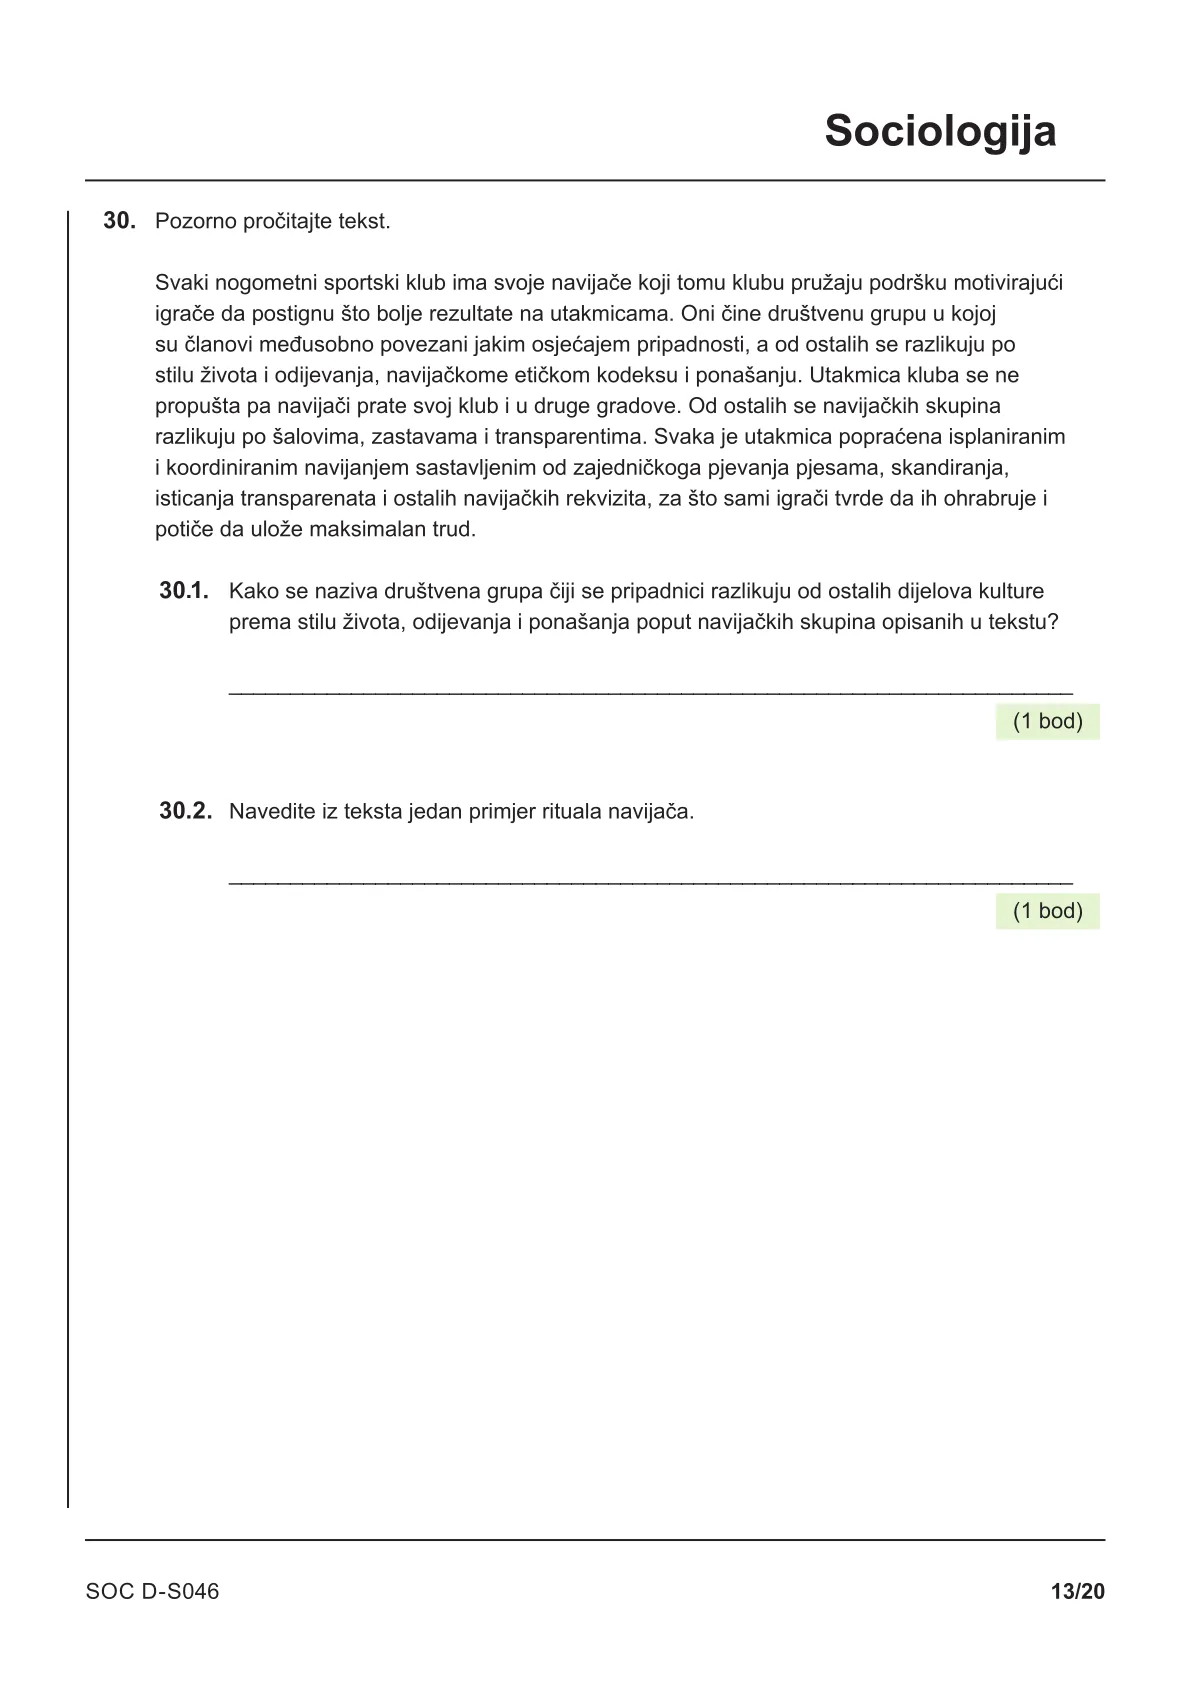 Sociologija
30. Pozorno pročitajte tekst.
Svaki nogometni sportski klub ima svoje navijače koji tomu klubu pružaju podršku motivirajući
igrače da postignu što bolje rezultate na utakmicama. Oni čine društvenu grupu u kojoj
su članovi međusobno povezani jakim osjećajem pripadnosti, a od ostalih se razlikuju po
stilu života i odijevanja, navijačkome etičkom kodeksu i ponašanju. Utakmica kluba se ne
propušta pa navijači prate svoj klub i u druge gradove. Od ostalih se navijačkih skupina
razlikuju po šalovima, zastavama i transparentima. Svaka je utakmica popraćena isplaniranim
i koordiniranim navijanjem sastavljenim od zajedničkoga pjevanja pjesama, skandiranja,
isticanja transparenata i ostalih navijačkih rekvizita, za što sami igrači tvrde da ih ohrabruje i
potiče da ulože maksimalan trud.
30.1. Kako se naziva društvena grupa čiji se pripadnici razlikuju od ostalih dijelova kulture
prema stilu života, odijevanja i ponašanja poput navijačkih skupina opisanih u tekstu?
(1 bod)
30.2. Navedite iz teksta jedan primjer rituala navijača.
(1 bod)
SOC D-S046
13/20